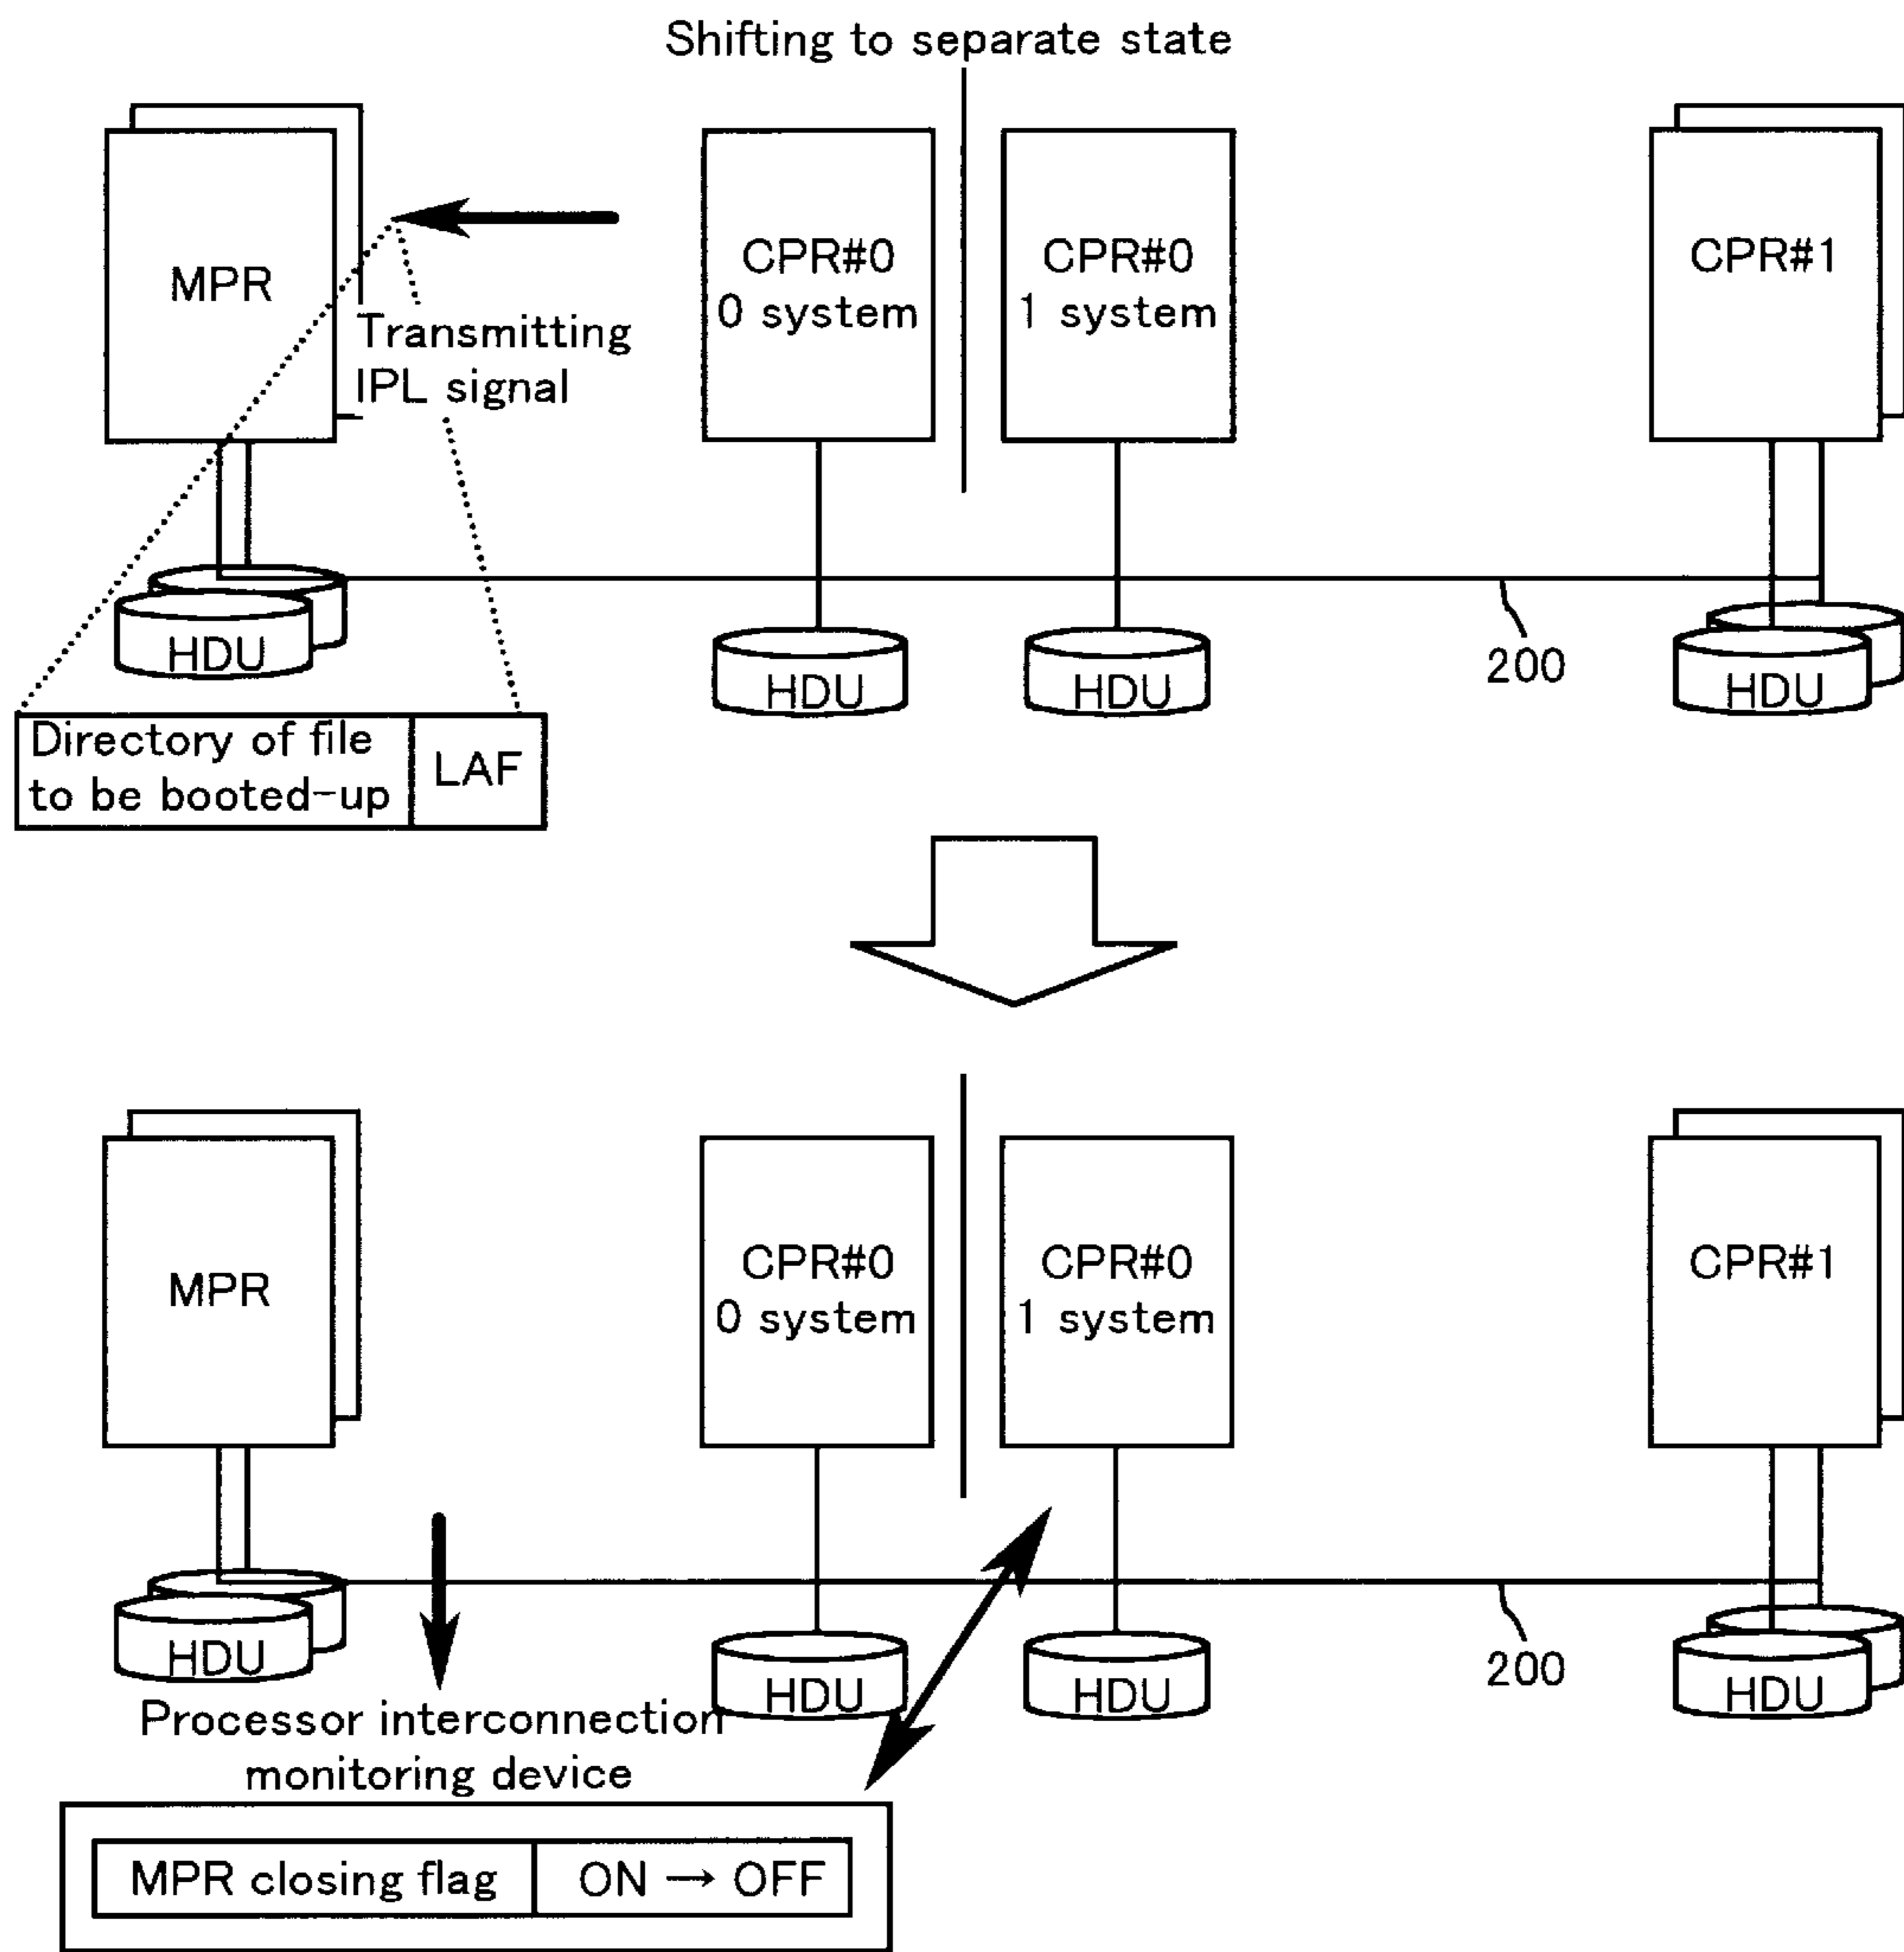 Shifting to separate state
MPR
CPR#0
0 system
CPR#0
1 system
CPR#1
Transmitting
IPL signal
HDU
HDU
HDU
HDU
200
Directory of file
to be booted-up
LAF
MPR
CPR#0
0 system
CPR#0
1 system
CPR#1
HDU
HDU
HDU
HDU
200
Processor interconnection
monitoring device
MPR closing flag
ON → OFF